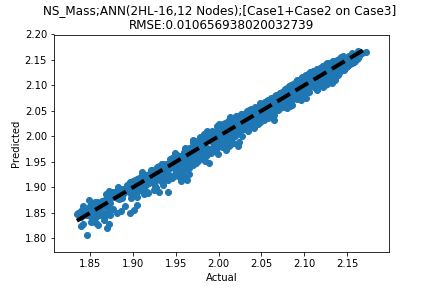 NS_Mass;ANN(2HL-16,12 Nodes);[Case1+Case2 on Case3]
RMSE:0.010656938020032739
2.20
2.15
2.10
2.05
2.00
1.95
1.90
1.85
1.80
Predicted
1.85 1.90 1.95 2.00 2.05 2.10 2.15
Actual